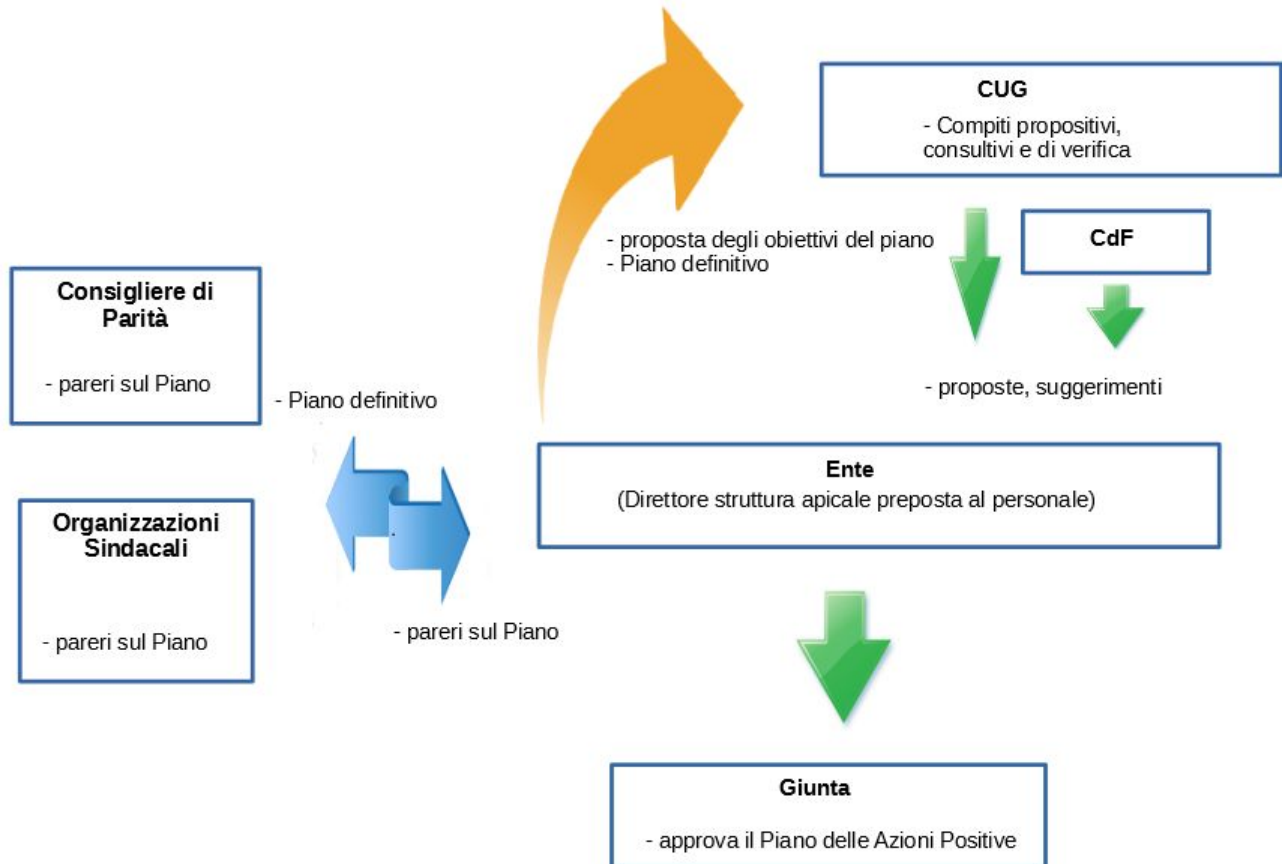 CUG
- Compiti propositivi,
consultivi e di verifica
- proposta degli obiettivi del piano
- Piano definitivo
CdF
- proposte, suggerimenti
Consigliere di
Parità
- pareri sul Piano
- Piano definitivo
Ente
(Direttore struttura apicale preposta al personale)
Organizzazioni
Sindacali
- pareri sul Piano
- pareri sul Piano
Giunta
- approva il Piano delle Azioni Positive